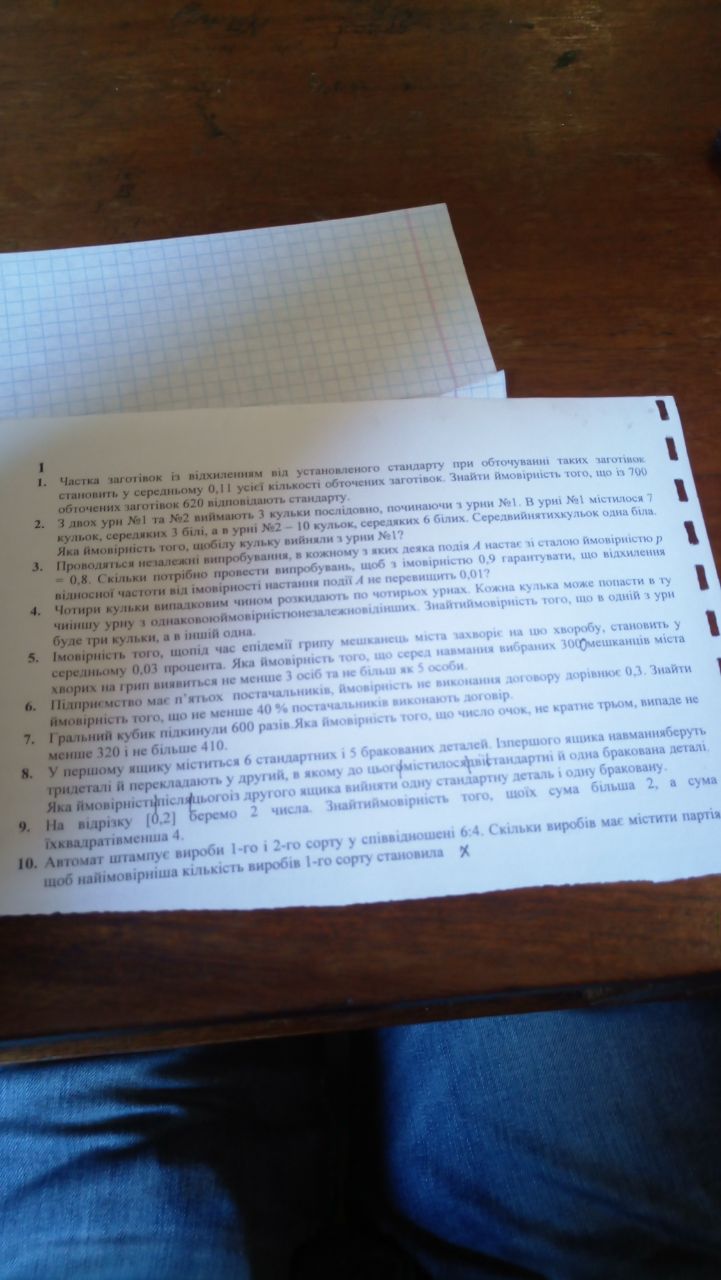 1
1. Частка заготівок із відхиленням від установленого стандарту при обточуванні таких заготівок
становить у середньому 0,11 усієї кількості обточених заготівок. Знайти ймовірність того, що із 700
обточених заготівок 620 відповідають стандарту.
2. З двох урн №1 та №2 виймають 3 кульки послідовно, починаючи з урни №1. В урні №1 містилося 7
кульок, середяких 3 білі, а в урні №2 – 10 кульок, середяких 6 білих. Середвийнятихкульок одна біла.
Яка ймовірність того, щобілу кульку вийняли з урни №1?
3. Проводяться незалежні випробування, в кожному з яких деяка подія А настає зі сталою ймовірністю р
= 0,8. Скільки потрібно провести випробувань, щоб з імовірністю 0,9 гарантувати, що відхилення
відносної частоти від імовірності настання події А не перевищить 0,01?
4. Чотири кульки випадковим чином розкидають по чотирьох урнах. Кожна кулька може попасти в ту
чиіншу урну з однаковоюймовірністюнезалежновідінших. Знайтиймовірність того, що в одній з урн
буде три кульки, а в іншій одна.
5. Імовірність того, щопід час епідемії грипу мешканець міста захворіє на цю хворобу, становить у
середньому 0,03 процента. Яка ймовірність того, що серед навмання вибраних 3000мешканців міста
хворих на грип виявиться не менше 3 осіб та не більш як 5 особи.
6. Підприємство має п’ятьох постачальників, ймовірність не виконання договору дорівнює 0,3. Знайти
ймовірність того, що не менше 40 % постачальників виконають договір.
7. Гральний кубик підкинули 600 разів.Яка ймовірність того, що число очок, не кратне трьом, випаде не
менше 320 і не більше 410.
8. У першому ящику міститься 6 стандартних і 5 бракованих деталей. Ізпершого ящика навманняберуть
тридеталі й перекладають у другий, в якому до цьогомістилосядвістандартні й одна бракована деталі.
Яка ймовірністьпісляцьогоіз другого ящика вийняти одну стандартну деталь і одну браковану.
9. На відрізку [0,2] беремо 2 числа. Знайтиймовірність того, щоїх сума більша 2, а сума
їхквадратівменша 4.
10. Автомат штампує вироби 1-го і 2-го сорту у співвідношені 6:4. Скільки виробів має містити партія
щоб найімовірніша кількість виробів 1-го сорту становила х